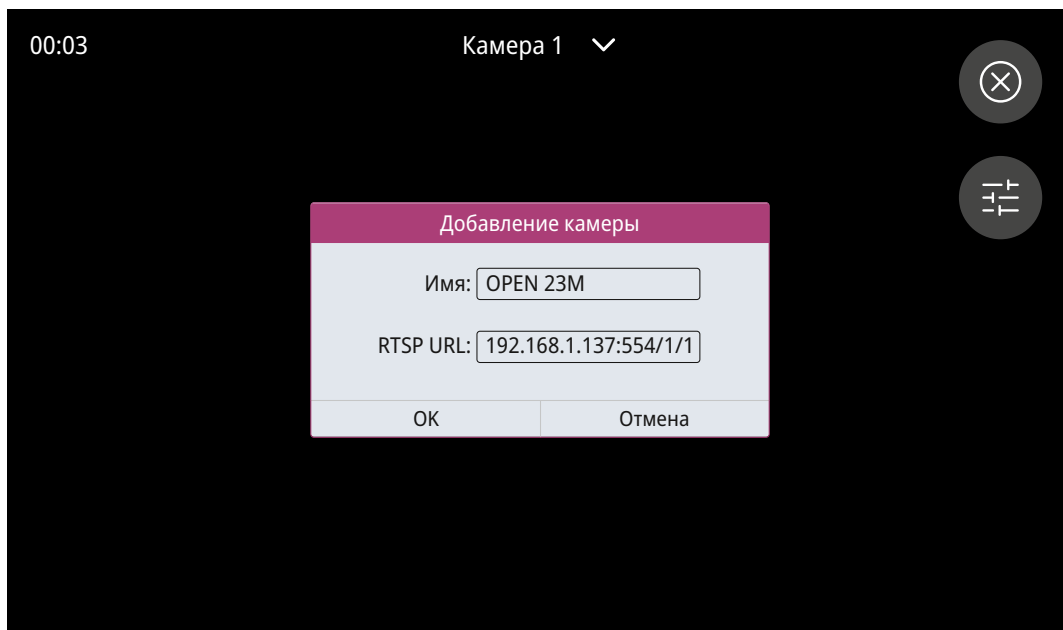 00:03
Камера 1
Добавление камеры
Имя: OPEN 23M
RTSP URL: 192.168.1.137:554/1/1
OK Отмена